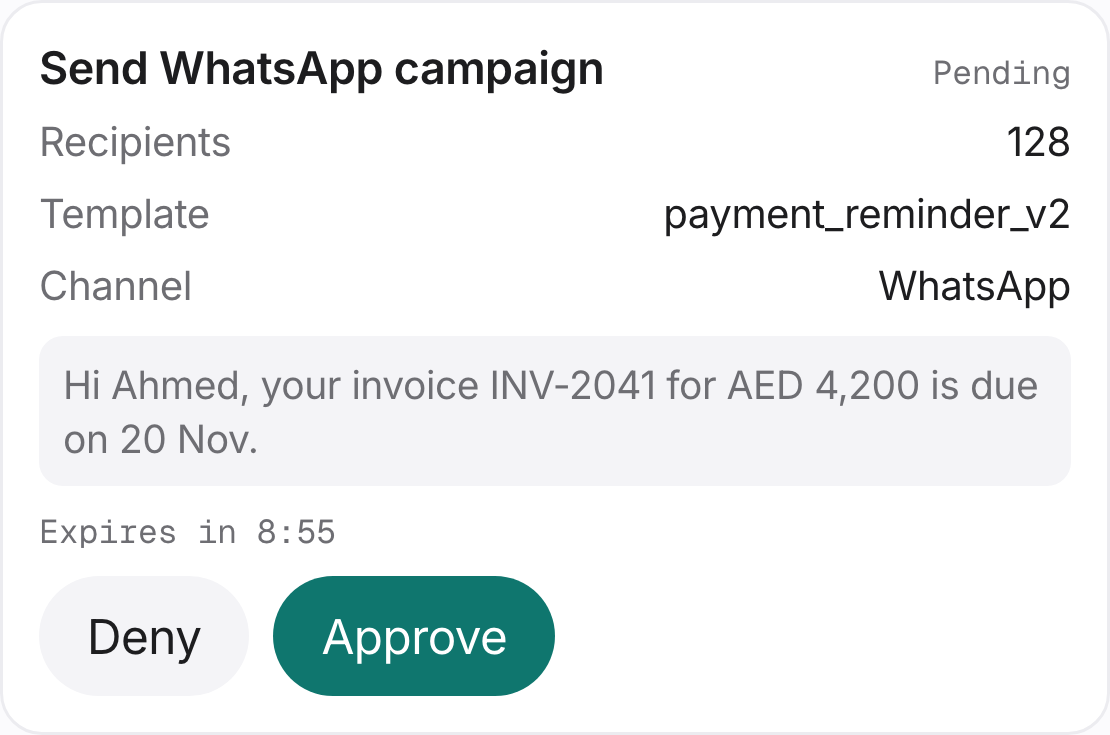 Send WhatsApp campaign
Pending
Recipients
128
Template
payment_reminder_v2
Channel
WhatsApp
Hi Ahmed, your invoice INV-2041 for AED 4,200 is due
on 20 Nov.
Expires in 8:55
Deny
Approve